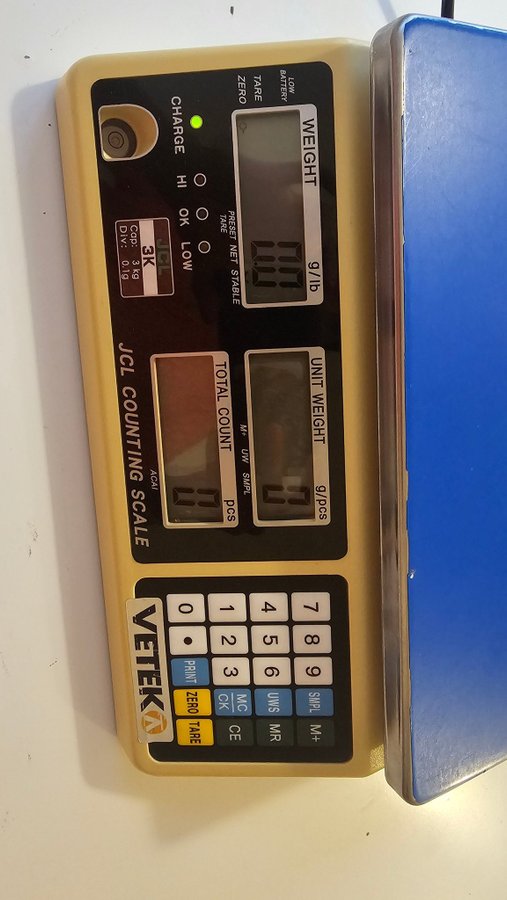 WEIGHT g/lb
0.0
UNIT WEIGHT g/pcs
0
LOW BATTERY
TARE
ZERO
PRESET TARE NET STABLE
M+ UW SMPL
TOTAL COUNT pcs
0
CHARGE HI OK LOW
JCL
3K
Cap: 3 kg
Div: 0.1g
ACAI
JCL COUNTING SCALE
7 8 9 SMPL M+
4 5 6 UWS MR
1 2 3 MC CK CE
0 • PRINT ZERO TARE
VETEK